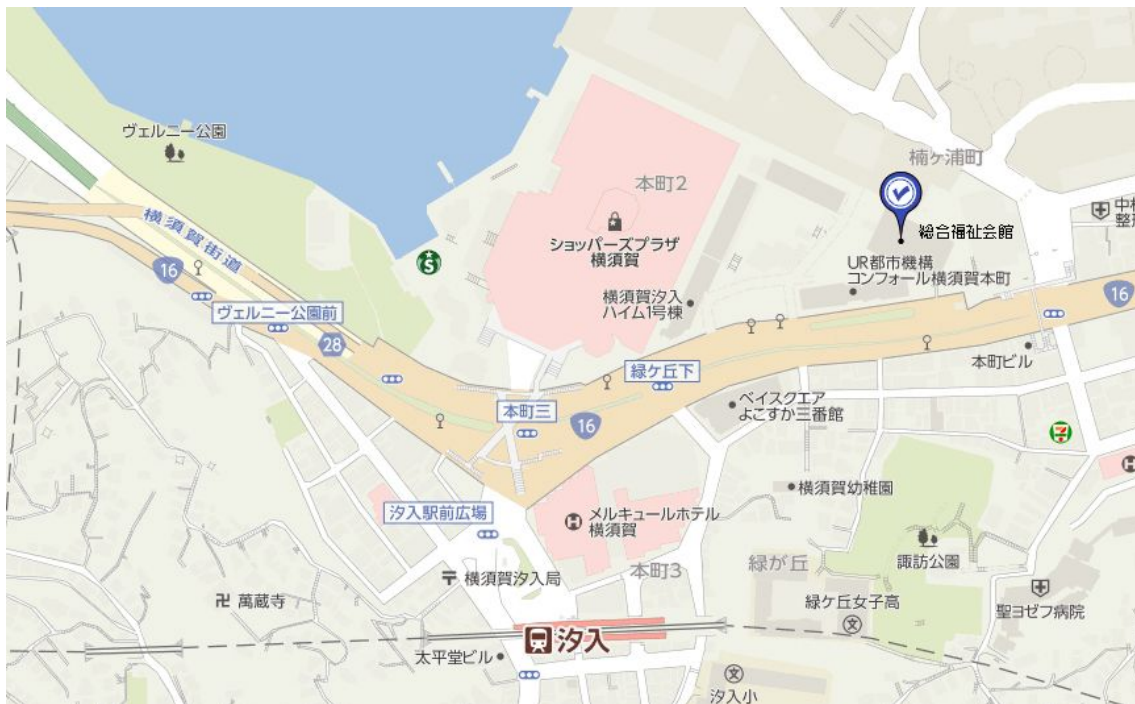 ヴェルニー公園
横須賀街道
16
ヴェルニー公園前
28
本町2
ショッパーズプラザ
横須賀
横須賀汐入
ハイム1号棟
楠ヶ浦町
総合福祉会館
UR都市機構
コンフォール横須賀本町
16
本町ビル
緑ケ丘下
本町三
16
ベイスクエア
よこすか三番館
横須賀幼稚園
汐入駅前広場
メルキュールホテル
横須賀
H
本町3
緑が丘
諏訪公園
緑ケ丘女子高
文
聖ヨゼフ病院
〒 横須賀汐入局
卍 萬蔵寺
汐入
太平堂ビル
文
汐入小
S
7
H